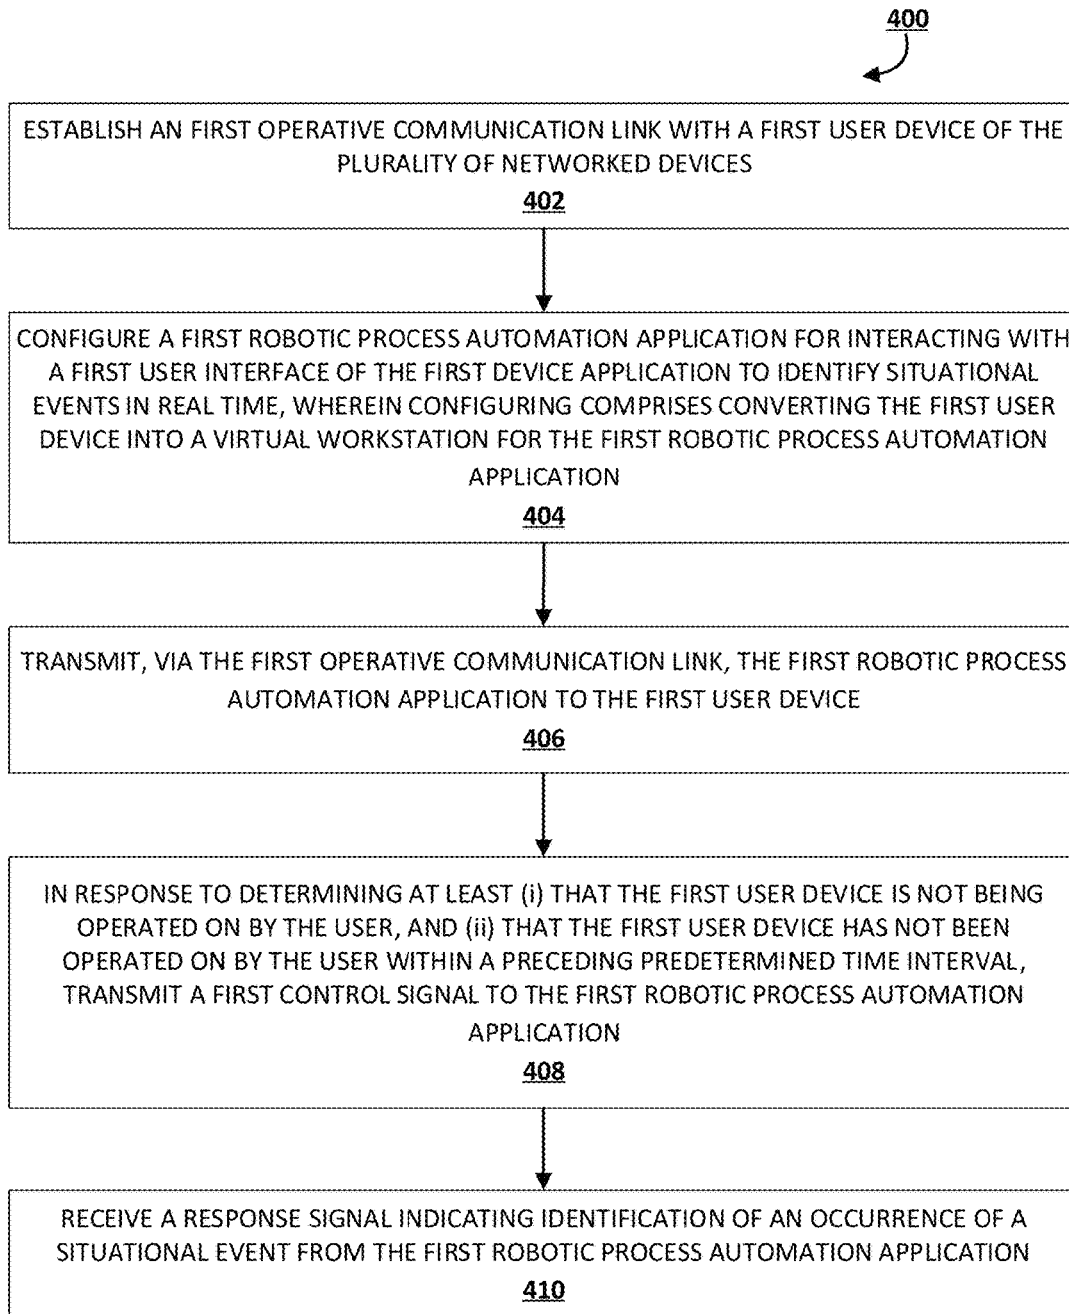 400
ESTABLISH AN FIRST OPERATIVE COMMUNICATION LINK WITH A FIRST USER DEVICE OF THE
PLURALITY OF NETWORKED DEVICES
402
CONFIGURE A FIRST ROBOTIC PROCESS AUTOMATION APPLICATION FOR INTERACTING WITH
A FIRST USER INTERFACE OF THE FIRST DEVICE APPLICATION TO IDENTIFY SITUATIONAL
EVENTS IN REAL TIME, WHEREIN CONFIGURING COMPRISES CONVERTING THE FIRST USER
DEVICE INTO A VIRTUAL WORKSTATION FOR THE FIRST ROBOTIC PROCESS AUTOMATION
APPLICATION
404
TRANSMIT, VIA THE FIRST OPERATIVE COMMUNICATION LINK, THE FIRST ROBOTIC PROCESS
AUTOMATION APPLICATION TO THE FIRST USER DEVICE
406
IN RESPONSE TO DETERMINING AT LEAST (i) THAT THE FIRST USER DEVICE IS NOT BEING
OPERATED ON BY THE USER, AND (ii) THAT THE FIRST USER DEVICE HAS NOT BEEN
OPERATED ON BY THE USER WITHIN A PRECEDING PREDETERMINED TIME INTERVAL,
TRANSMIT A FIRST CONTROL SIGNAL TO THE FIRST ROBOTIC PROCESS AUTOMATION
APPLICATION
408
RECEIVE A RESPONSE SIGNAL INDICATING IDENTIFICATION OF AN OCCURRENCE OF A
SITUATIONAL EVENT FROM THE FIRST ROBOTIC PROCESS AUTOMATION APPLICATION
410